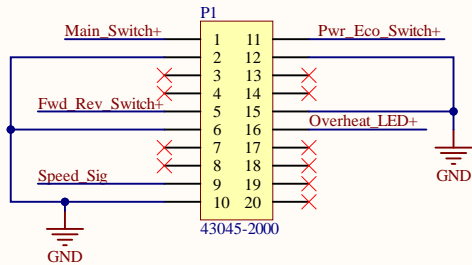 P1
Main_Switch+ 1 11 Pwr_Eco_Switch+
2 12
3 13
4 14
Fwd_Rev_Switch+ 5 15
6 16 Overheat_LED+
7 17
8 18
Speed_Sig 9 19
10 20
43045-2000
GND
GND